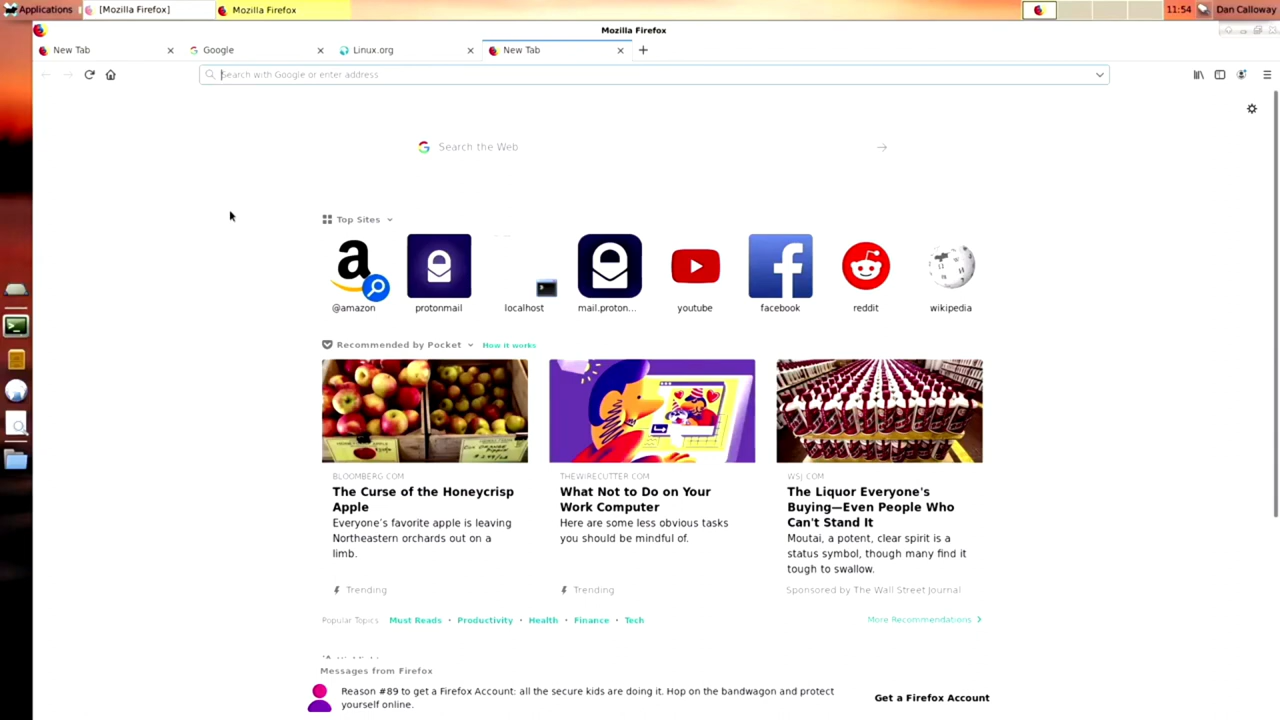 Applications
[Mozilla Firefox]
Mozilla Firefox
11:54
Dan Calloway
Mozilla Firefox
New Tab
Google
Linux.org
New Tab
Search with Google or enter address
Search the Web
Top Sites
@amazon
protonmail
localhost
mail.proton...
youtube
facebook
reddit
wikipedia
Recommended by Pocket
How it works
BLOOMBERG.COM
The Curse of the Honeycrisp
Apple
Everyone's favorite apple is leaving
Northeastern orchards out on a
limb.
Trending
THEWIRECUTTER.COM
What Not to Do on Your
Work Computer
Here are some less obvious tasks
you should be mindful of.
Trending
WSJ.COM
The Liquor Everyone's
Buying—Even People Who
Can't Stand It
Moutai, a potent, clear spirit is a
status symbol, though many find it
tough to swallow.
Sponsored by The Wall Street Journal
Popular Topics Must Reads · Productivity · Health · Finance · Tech
More Recommendations
Messages from Firefox
Reason #89 to get a Firefox Account: all the secure kids are doing it. Hop on the bandwagon and protect
yourself online.
Get a Firefox Account